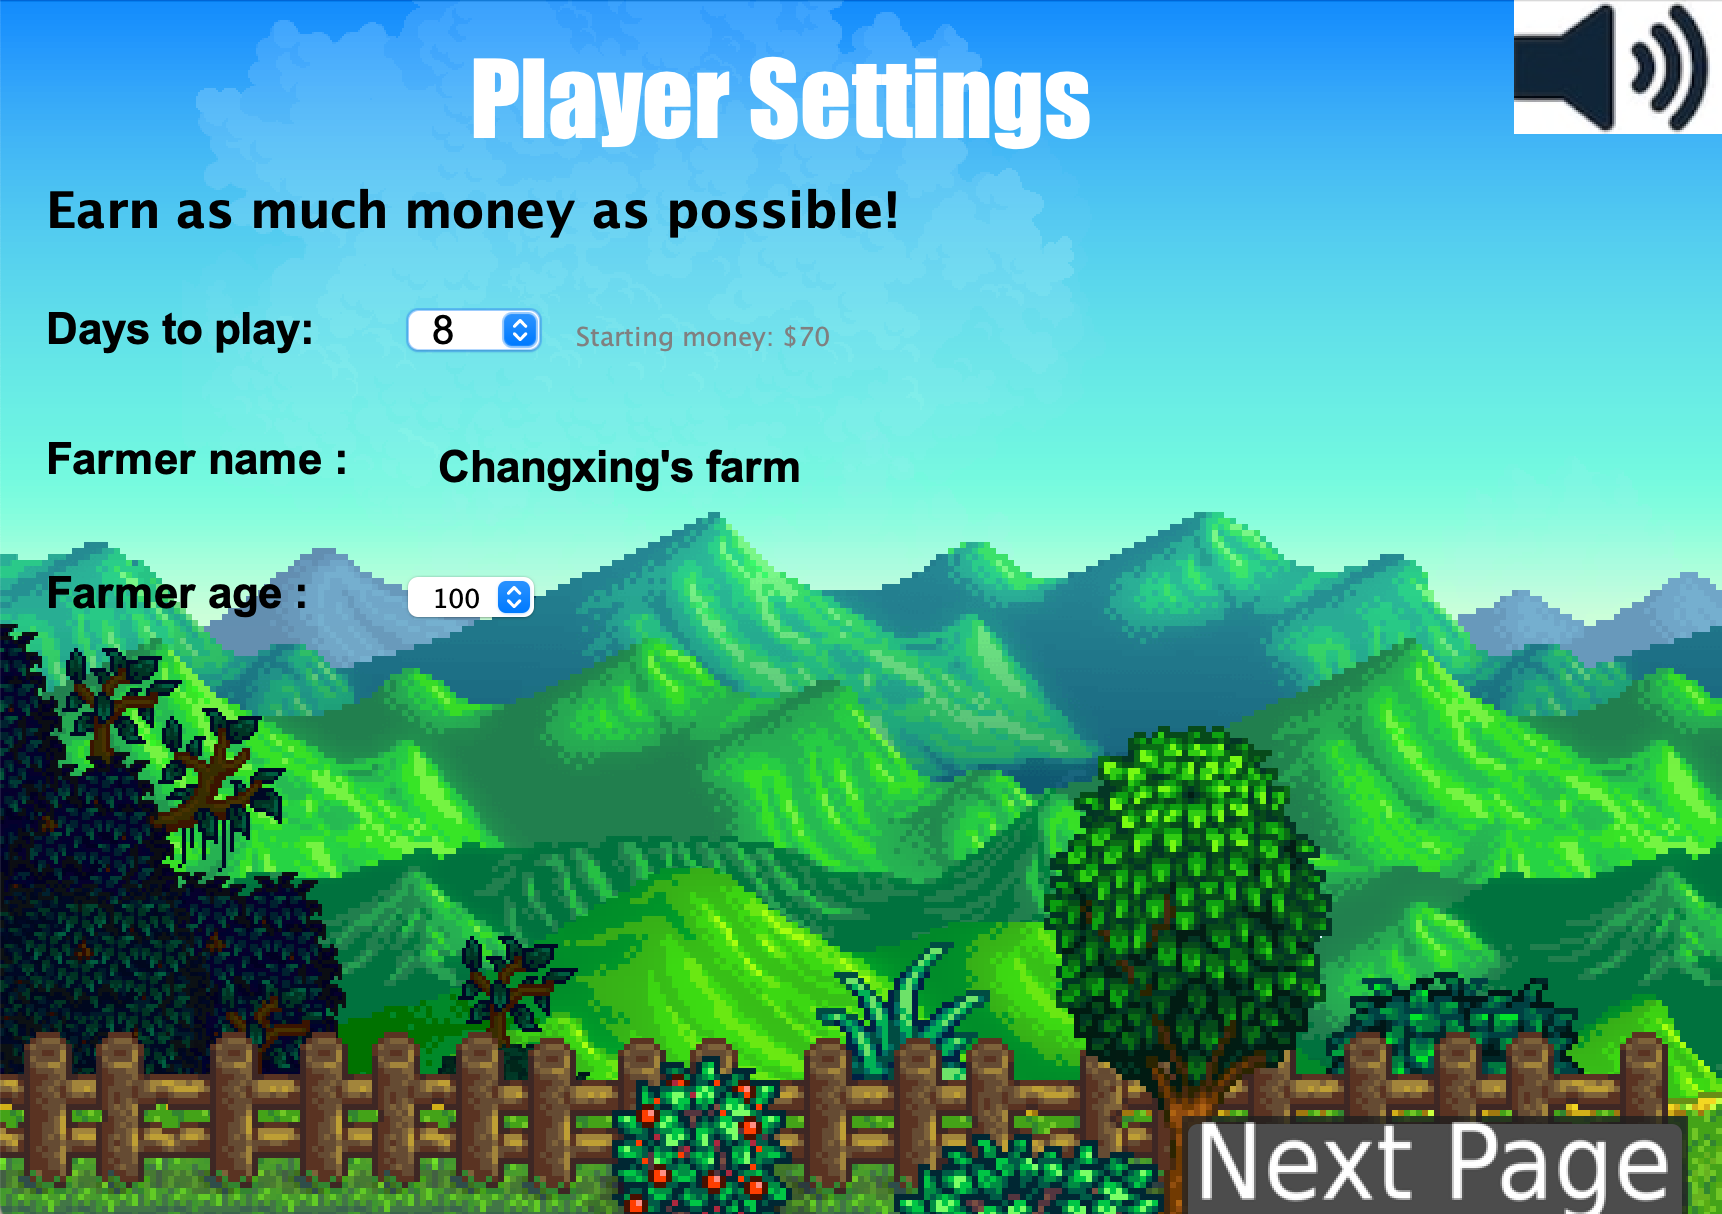 Player Settings
Earn as much money as possible!
Days to play: 8 Starting money: $70
Farmer name : Changxing's farm
Farmer age : 100
Next Page